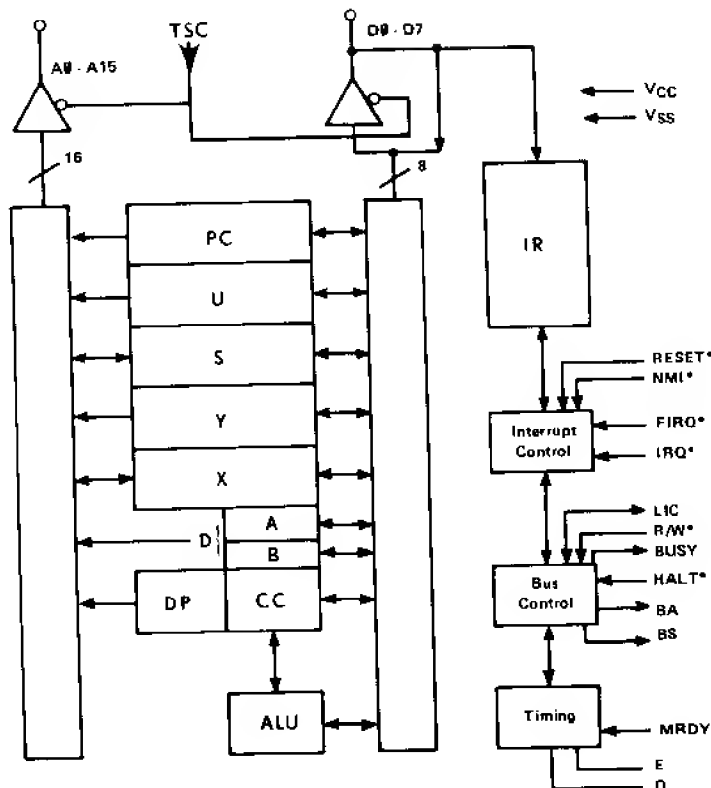 TSC
D0 - D7
A0 - A15
VCC
VSS
16
8
PC
IR
U
S
RESET*
NMI*
Y
FIRQ*
Interrupt
Control
IRQ*
X
A
LIC
D
R/W*
B
BUSY
HALT*
DP
CC
Bus
Control
BA
BS
ALU
Timing
MRDY
E